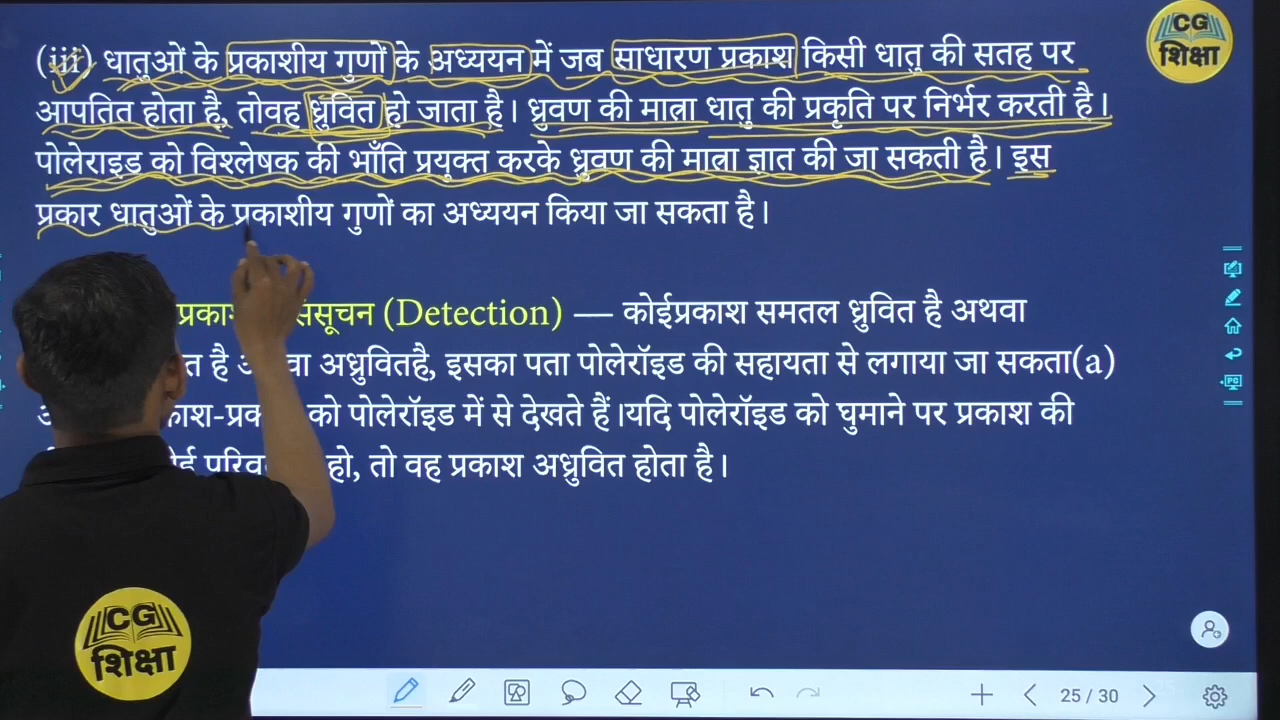 CG
शिक्षा
(iii) धातुओं के प्रकाशीय गुणों के अध्ययन में जब साधारण प्रकाश किसी धातु की सतह पर
आपतित होता है, तोवह ध्रुवित हो जाता है। ध्रुवण की मात्रा धातु की प्रकृति पर निर्भर करती है।
पोलेराइड को विश्लेषक की भाँति प्रयुक्त करके ध्रुवण की मात्रा ज्ञात की जा सकती है। इस
प्रकार धातुओं के प्रकाशीय गुणों का अध्ययन किया जा सकता है।
संसूचन (Detection) — कोईप्रकाश समतल ध्रुवित है अथवा
है अध्रुवितहै, इसका पता पोलेरॉइड की सहायता से लगाया जा सकता(a)
को पोलेरॉइड में से देखते हैं।यदि पोलेरॉइड को घुमाने पर प्रकाश की
हो, तो वह प्रकाश अध्रुवित होता है।
CG
शिक्षा
25 / 30